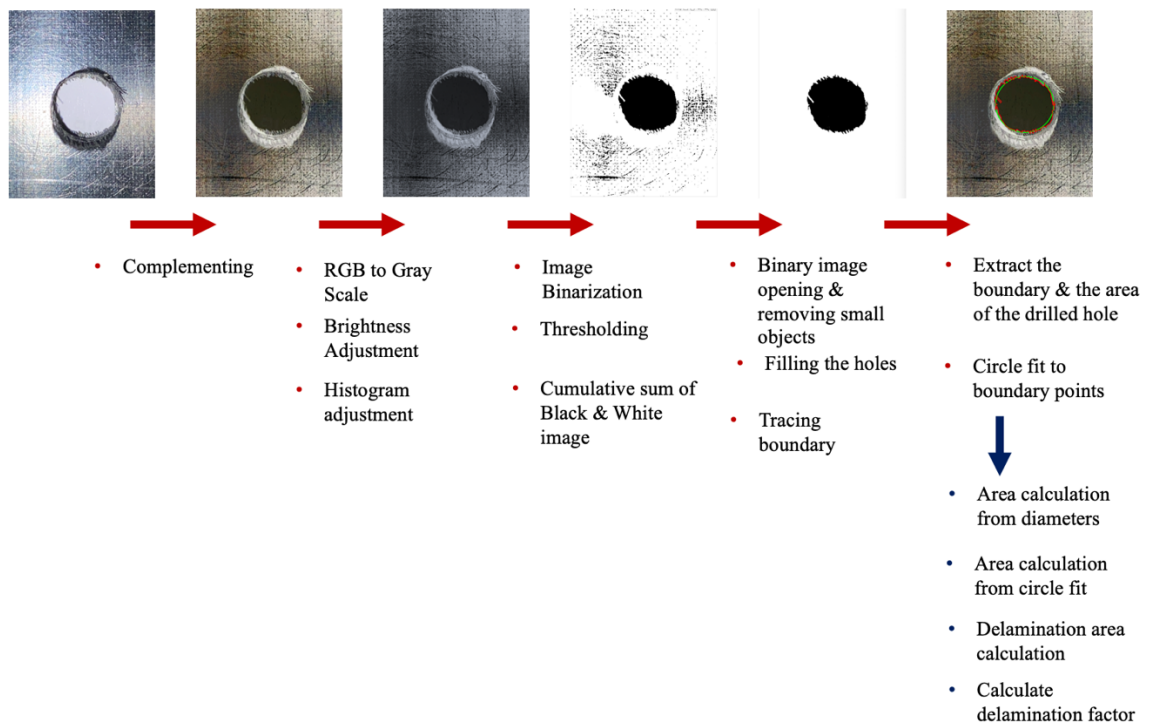 • Complementing
• RGB to Gray
Scale
• Brightness
Adjustment
• Histogram
adjustment
• Image
Binarization
• Thresholding
• Cumulative sum of
Black & White
image
• Binary image
opening &
removing small
objects
• Filling the holes
• Tracing
boundary
• Extract the
boundary & the area
of the drilled hole
• Circle fit to
boundary points
• Area calculation
from diameters
• Area calculation
from circle fit
• Delamination area
calculation
• Calculate
delamination factor